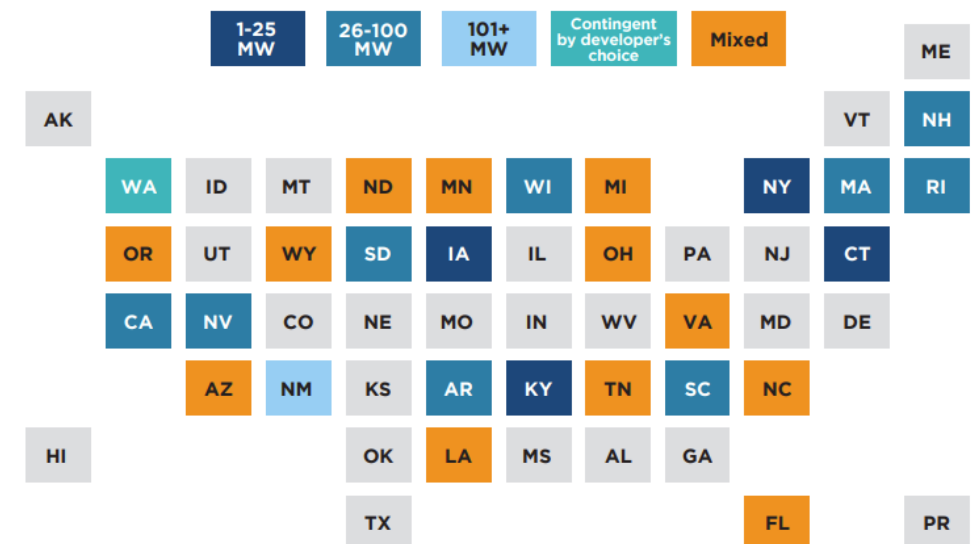 1-25
MW
26-100
MW
101+
MW
Contingent
by developer's
choice
Mixed
ME
AK
VT
NH
WA
ID
MT
ND
MN
WI
MI
NY
MA
RI
OR
UT
WY
SD
IA
IL
OH
PA
NJ
CT
CA
NV
CO
NE
MO
IN
WV
VA
MD
DE
AZ
NM
KS
AR
KY
TN
SC
NC
HI
OK
LA
MS
AL
GA
TX
FL
PR